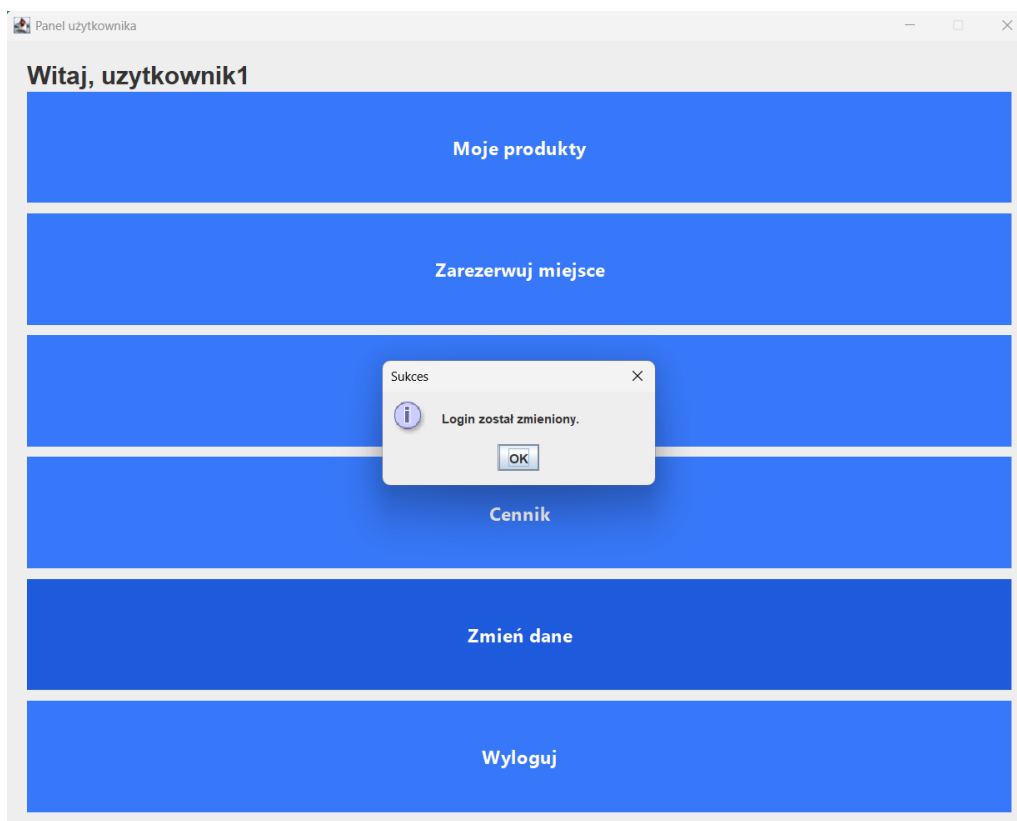 Panel użytkownika
Witaj, uzytkownik1
Moje produkty
Zarezerwuj miejsce
Sukces
Login został zmieniony.
OK
Cennik
Zmień dane
Wyloguj